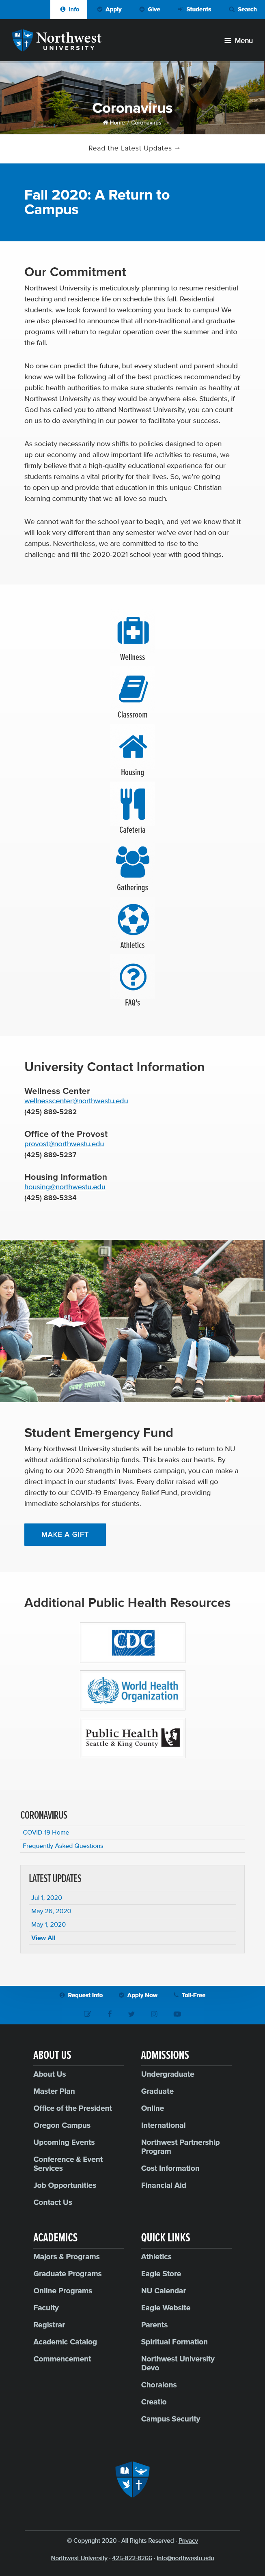 Info Apply Give Students Search
Northwest
UNIVERSITY
Menu
Coronavirus
Home / Coronavirus
Read the Latest Updates →
Fall 2020: A Return to
Campus
Our Commitment
Northwest University is meticulously planning to resume residential
teaching and residence life on schedule this fall. Residential
students, we look forward to welcoming you back to campus! We
are also pleased to announce that all non-traditional and graduate
programs will return to regular operation over the summer and into
the fall.
No one can predict the future, but every student and parent should
know we will be following all of the best practices recommended by
public health authorities to make sure students remain as healthy at
Northwest University as they would be anywhere else. Students, if
God has called you to attend Northwest University, you can count
on us to do everything in our power to facilitate your success.
As society necessarily now shifts to policies designed to open
up our economy and allow important life activities to resume, we
firmly believe that a high-quality educational experience for our
students remains a vital priority for their lives. So, we're going
to open up and provide that education in this unique Christian
learning community that we all love so much.
We cannot wait for the school year to begin, and yet we know that it
will look very different than any semester we've ever had on our
campus. Nevertheless, we are committed to to the
challenge and fill the 2020-2021 school year with good things.
Wellness
Classroom
Housing
Cafeteria
Gatherings
Athletics
FAQ's
University Contact Information
Wellness Center
wellnesscenter@northwestu.edu
(425) 889-5282
Office of the Provost
provost@northwestu.edu
(425) 889-5237
Housing Information
housing@northwestu.edu
(425) 889-5334
Student Emergency Fund
Many Northwest University students will be unable to return to NU
without additional scholarship funds. This breaks our hearts. By
giving to our 2020 Strength in Numbers campaign, you can make a
direct impact in our students' lives. Every dollar raised will go
directly to our COVID-19 Emergency Relief Fund, providing
immediate scholarships for students.
MAKE A GIFT
Additional Public Health Resources
CDC
World Health
Organization
Public Health
Seattle & King County
CORONAVIRUS
COVID-19 Home
Frequently Asked Questions
LATEST UPDATES
Jul 1, 2020
May 26, 2020
May 1, 2020
View All
Request Info Apply Now Toll-Free
ABOUT US
About Us
Master Plan
Office of the President
Oregon Campus
Upcoming Events
Conference & Event
Services
Job Opportunities
Contact Us
ADMISSIONS
Undergraduate
Graduate
Online
International
Northwest Partnership
Program
Cost Information
Financial Aid
ACADEMICS
Majors & Programs
Graduate Programs
Online Programs
Faculty
Registrar
Academic Catalog
Commencement
QUICK LINKS
Athletics
Eagle Store
NU Calendar
Eagle Website
Parents
Spiritual Formation
Northwest University
Devo
Choralons
Creatio
Campus Security
© Copyright 2020 · All Rights Reserved · Privacy
Northwest University · 425-822-8266 · info@northwestu.edu